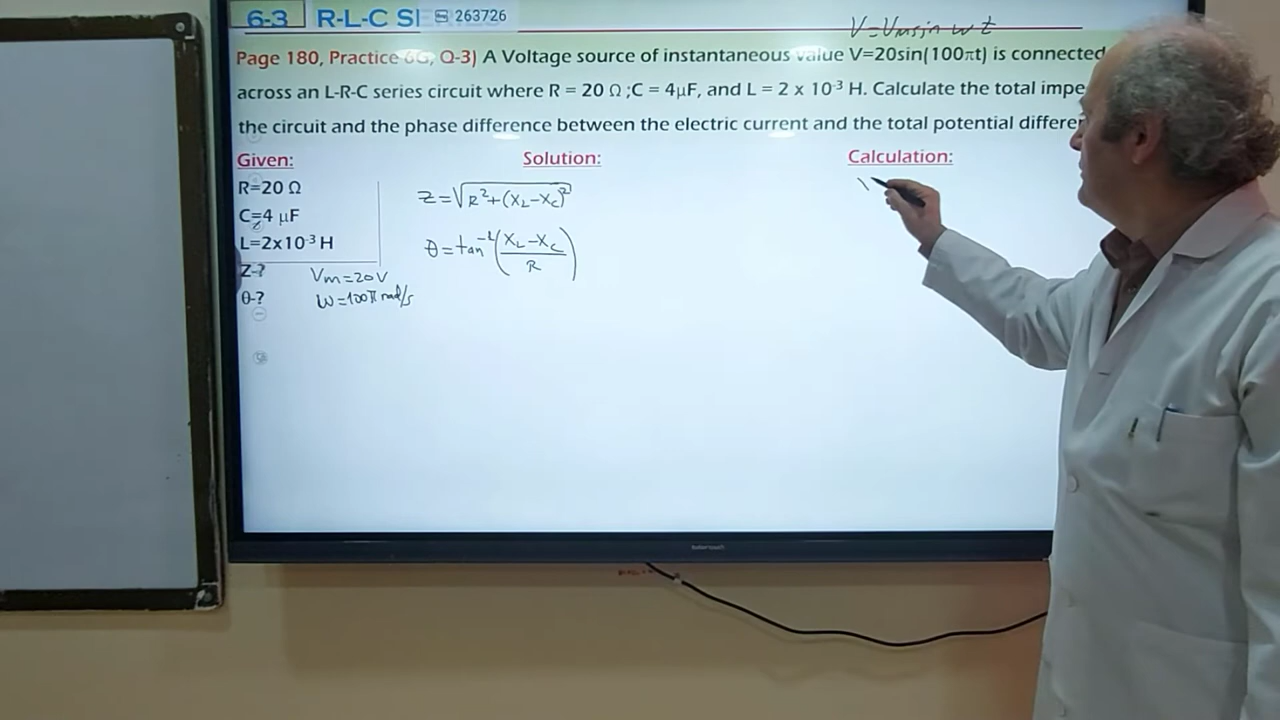 6-3 R-L-C SI 263726
V=Vmsin wt
Page 180, Practice 6G, Q-3) A Voltage source of instantaneous value V=20sin(100πt) is connected
across an L-R-C series circuit where R = 20 Ω ;C = 4μF, and L = 2 x 10⁻³ H. Calculate the total impe
the circuit and the phase difference between the electric current and the total potential differe
Given:
R=20 Ω
C=4 μF
L=2x10⁻³ H
Z-?
θ-?
Vm=20V
ω=100π rad/s
Solution:
Z=√R²+(XL-XC)²
θ=tan⁻¹(XL-XC/R)
Calculation: